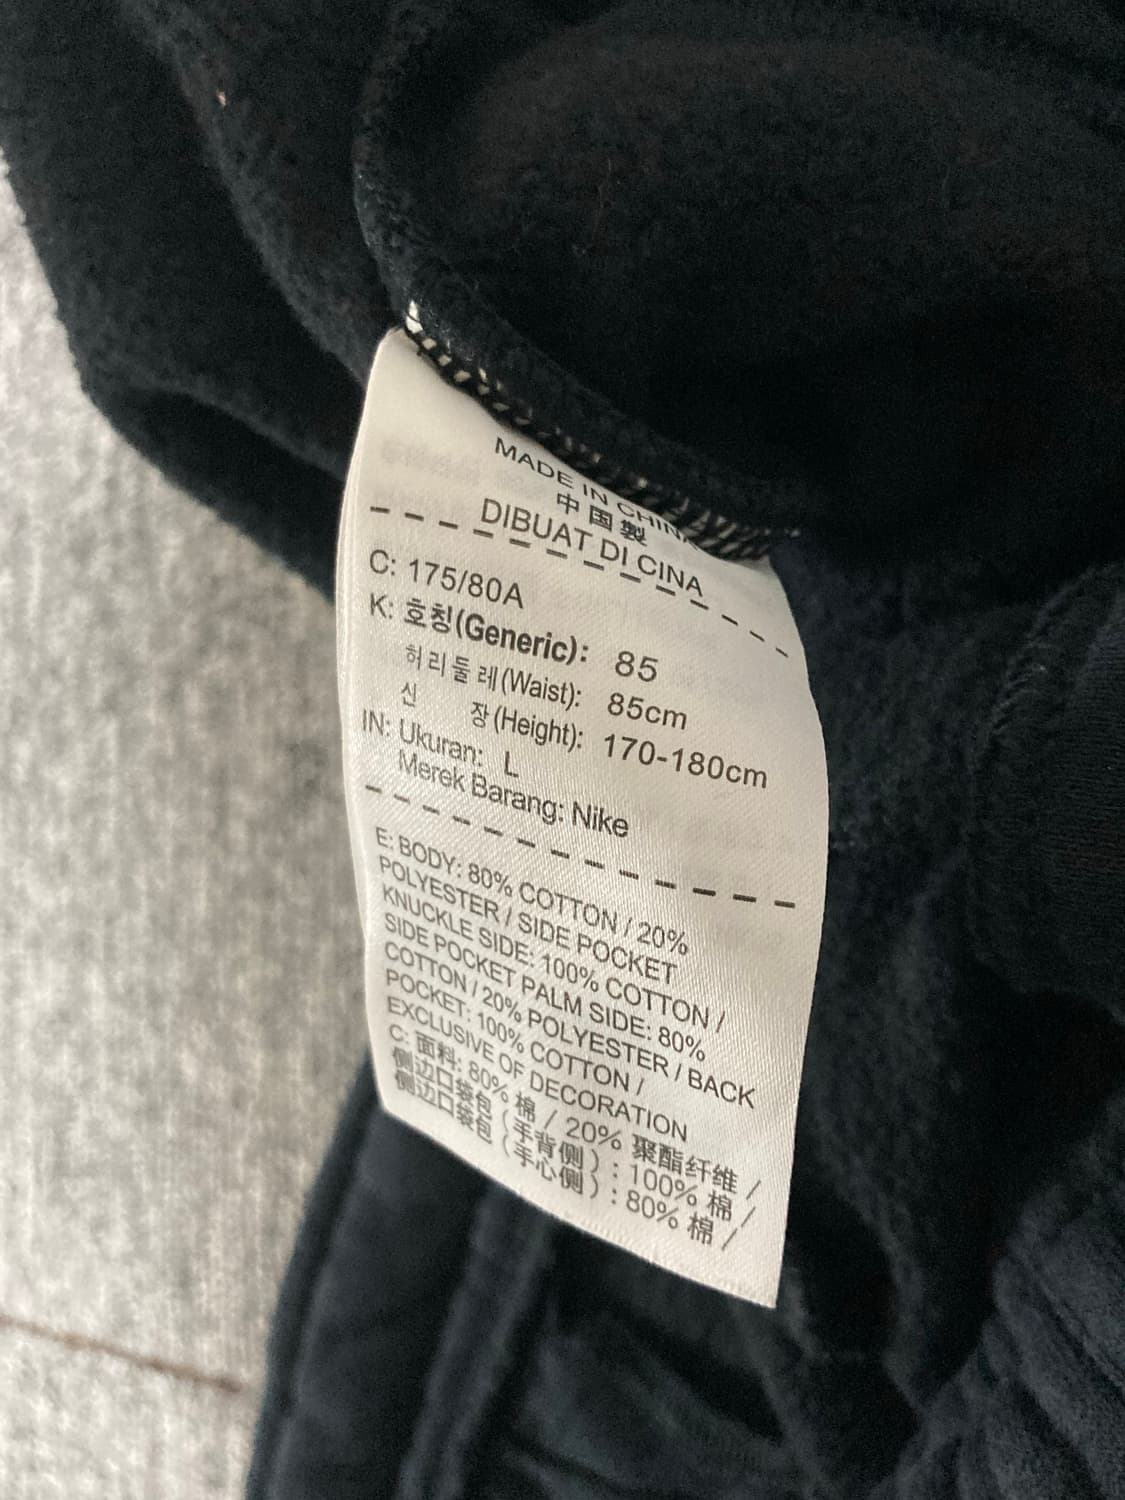 MADE IN CHINA
中国製
DIBUAT DI CINA
C: 175/80A
K: 호칭(Generic): 85
허리둘레(Waist): 85cm
신 장(Height): 170-180cm
IN: Ukuran: L
Merek Barang: Nike
E: BODY: 80% COTTON / 20%
POLYESTER / SIDE POCKET
KNUCKLE SIDE: 100% COTTON /
SIDE POCKET PALM SIDE: 80%
COTTON / 20% POLYESTER / BACK
POCKET: 100% COTTON /
EXCLUSIVE OF DECORATION
C: 面料: 80% 棉 / 20% 聚酯纤维 /
侧边口袋包 (手背侧) : 100% 棉 /
侧边口袋包 (手心侧) : 80% 棉 /